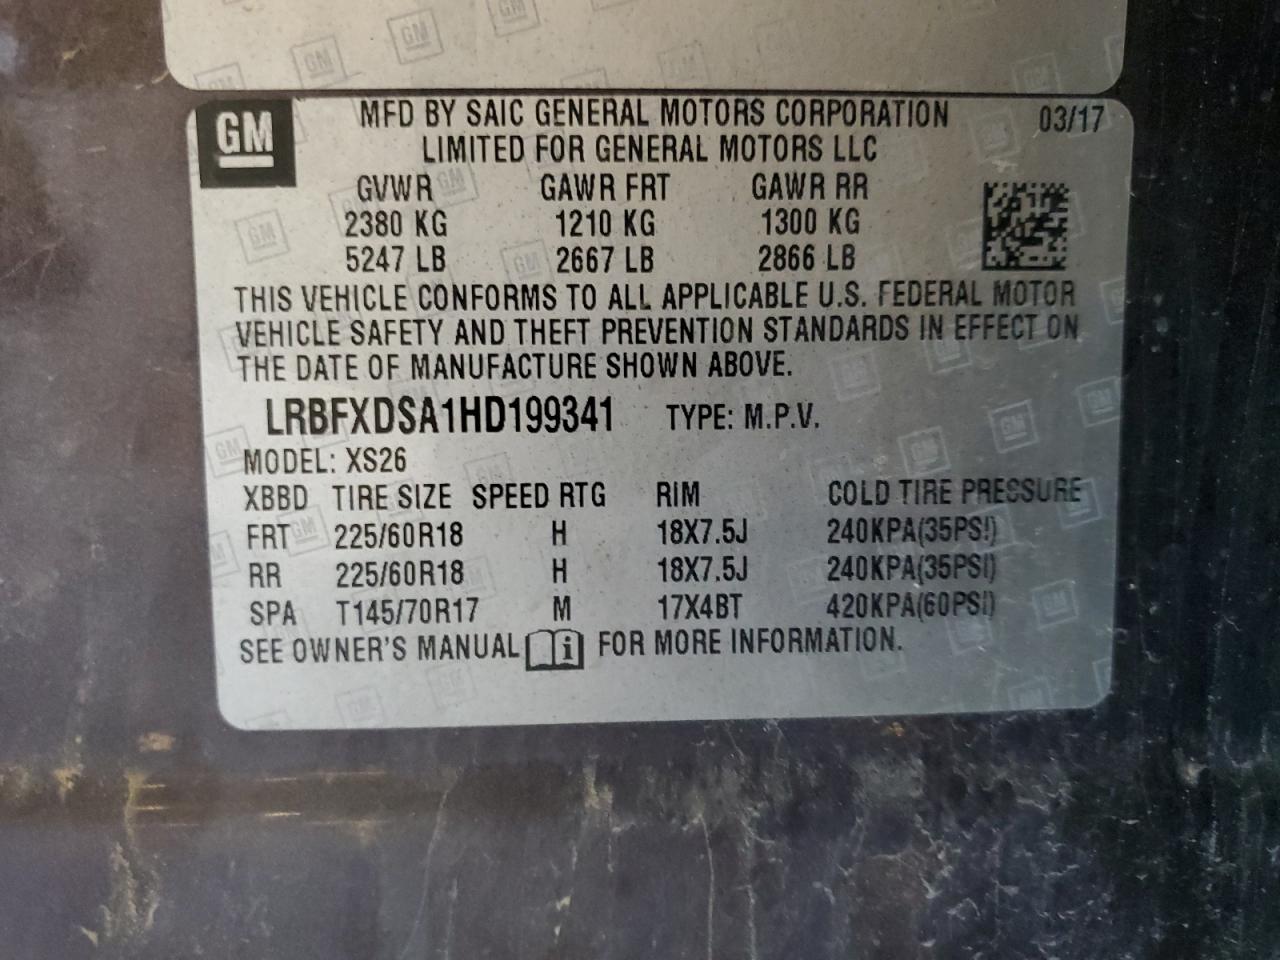 GM
MFD BY SAIC GENERAL MOTORS CORPORATION 03/17
LIMITED FOR GENERAL MOTORS LLC
GVWR GAWR FRT GAWR RR
2380 KG 1210 KG 1300 KG
5247 LB 2667 LB 2866 LB
THIS VEHICLE CONFORMS TO ALL APPLICABLE U.S. FEDERAL MOTOR
VEHICLE SAFETY AND THEFT PREVENTION STANDARDS IN EFFECT ON
THE DATE OF MANUFACTURE SHOWN ABOVE.
LRBFXDSA1HD199341 TYPE: M.P.V.
MODEL: XS26
XBBD TIRE SIZE SPEED RTG RIM COLD TIRE PRESSURE
FRT 225/60R18 H 18X7.5J 240KPA(35PSI)
RR 225/60R18 H 18X7.5J 240KPA(35PSI)
SPA T145/70R17 M 17X4BT 420KPA(60PSI)
SEE OWNER'S MANUAL i FOR MORE INFORMATION.